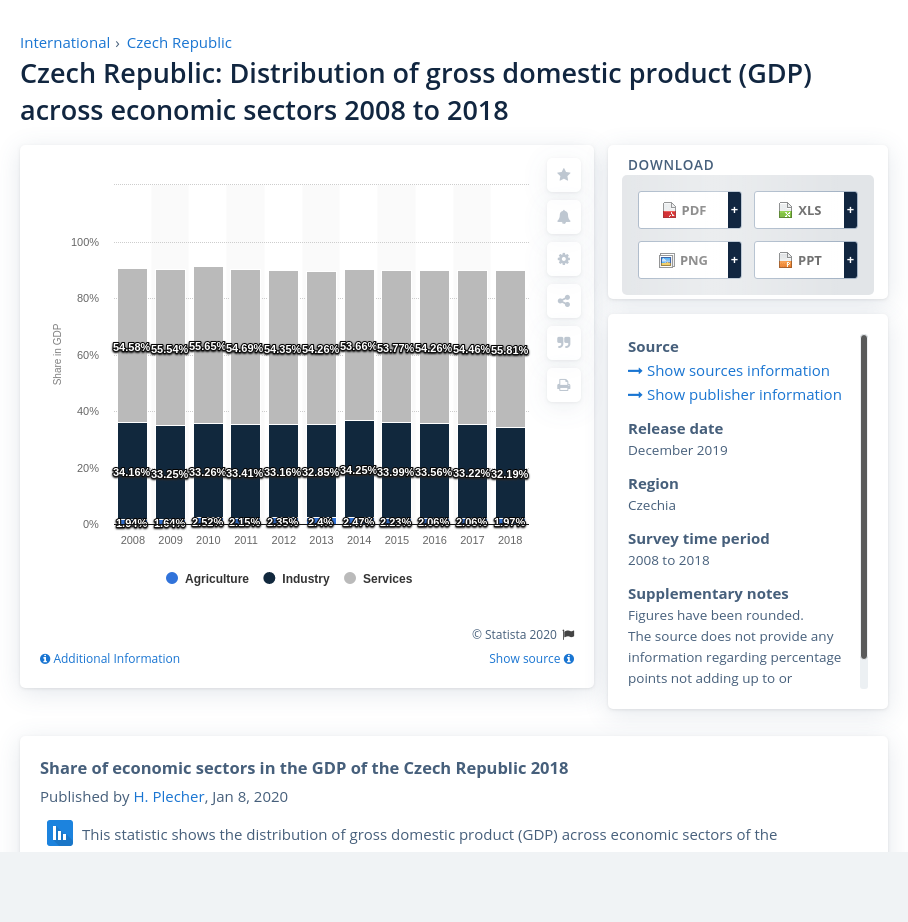 International › Czech Republic
Czech Republic: Distribution of gross domestic product (GDP)
across economic sectors 2008 to 2018
DOWNLOAD
PDF +
XLS +
PNG +
PPT +
Share in GDP
100%
80%
60%
40%
20%
0%
54.58% 55.54% 55.65% 54.69% 54.35% 54.26% 53.66% 53.77% 54.26% 54.46% 55.81%
34.16% 33.25% 33.26% 33.41% 33.16% 32.85% 34.25% 33.99% 33.56% 33.22% 32.19%
1.94% 1.64% 2.52% 2.15% 2.35% 2.4% 2.47% 2.23% 2.06% 2.06% 1.97%
2008 2009 2010 2011 2012 2013 2014 2015 2016 2017 2018
Agriculture Industry Services
© Statista 2020
Additional Information
Show source
Source
Show sources information
Show publisher information
Release date
December 2019
Region
Czechia
Survey time period
2008 to 2018
Supplementary notes
Figures have been rounded.
The source does not provide any
information regarding percentage
points not adding up to or
Share of economic sectors in the GDP of the Czech Republic 2018
Published by H. Plecher, Jan 8, 2020
This statistic shows the distribution of gross domestic product (GDP) across economic sectors of the